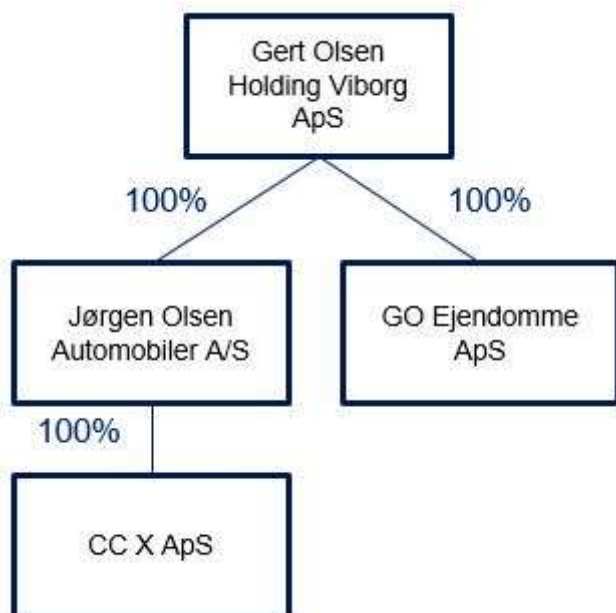 Gert Olsen
Holding Viborg
ApS
100%
100%
Jørgen Olsen
Automobiler A/S
GO Ejendomme
ApS
100%
CC X ApS